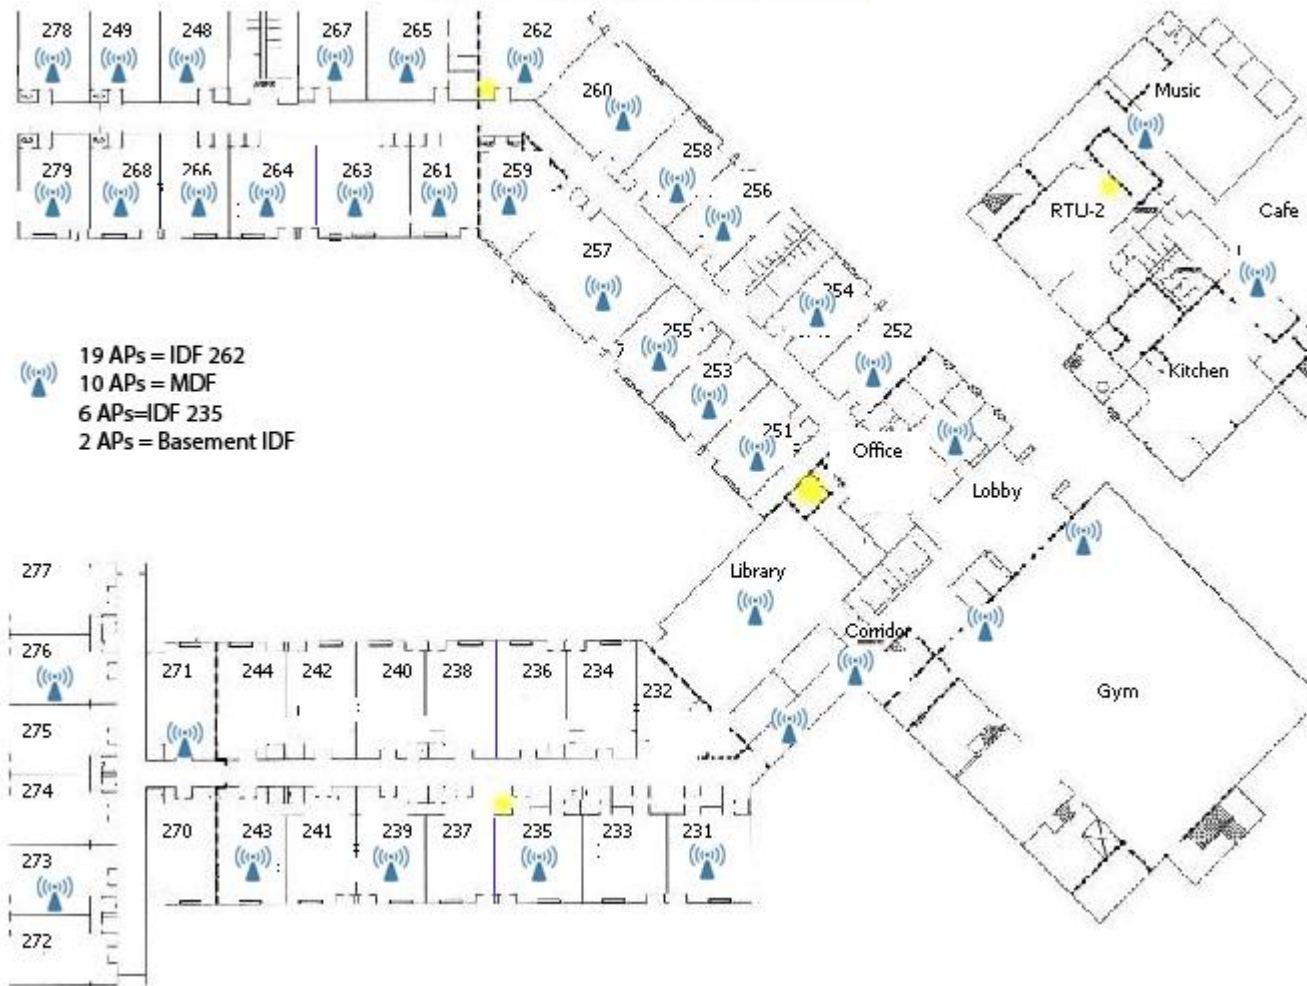 278 249 248 267 265 262
260
Music
258
256
279 268 266 264 263 261 259
RTU-2
Cafe
257
254
255
252
253
251
Kitchen
19 APs = IDF 262
10 APs = MDF
6 APs=IDF 235
2 APs = Basement IDF
Office
Lobby
Library
Corridor
Gym
277
276
275
274
273
272
271 244 242 240 238 236 234 232
270 243 241 239 237 235 233 231